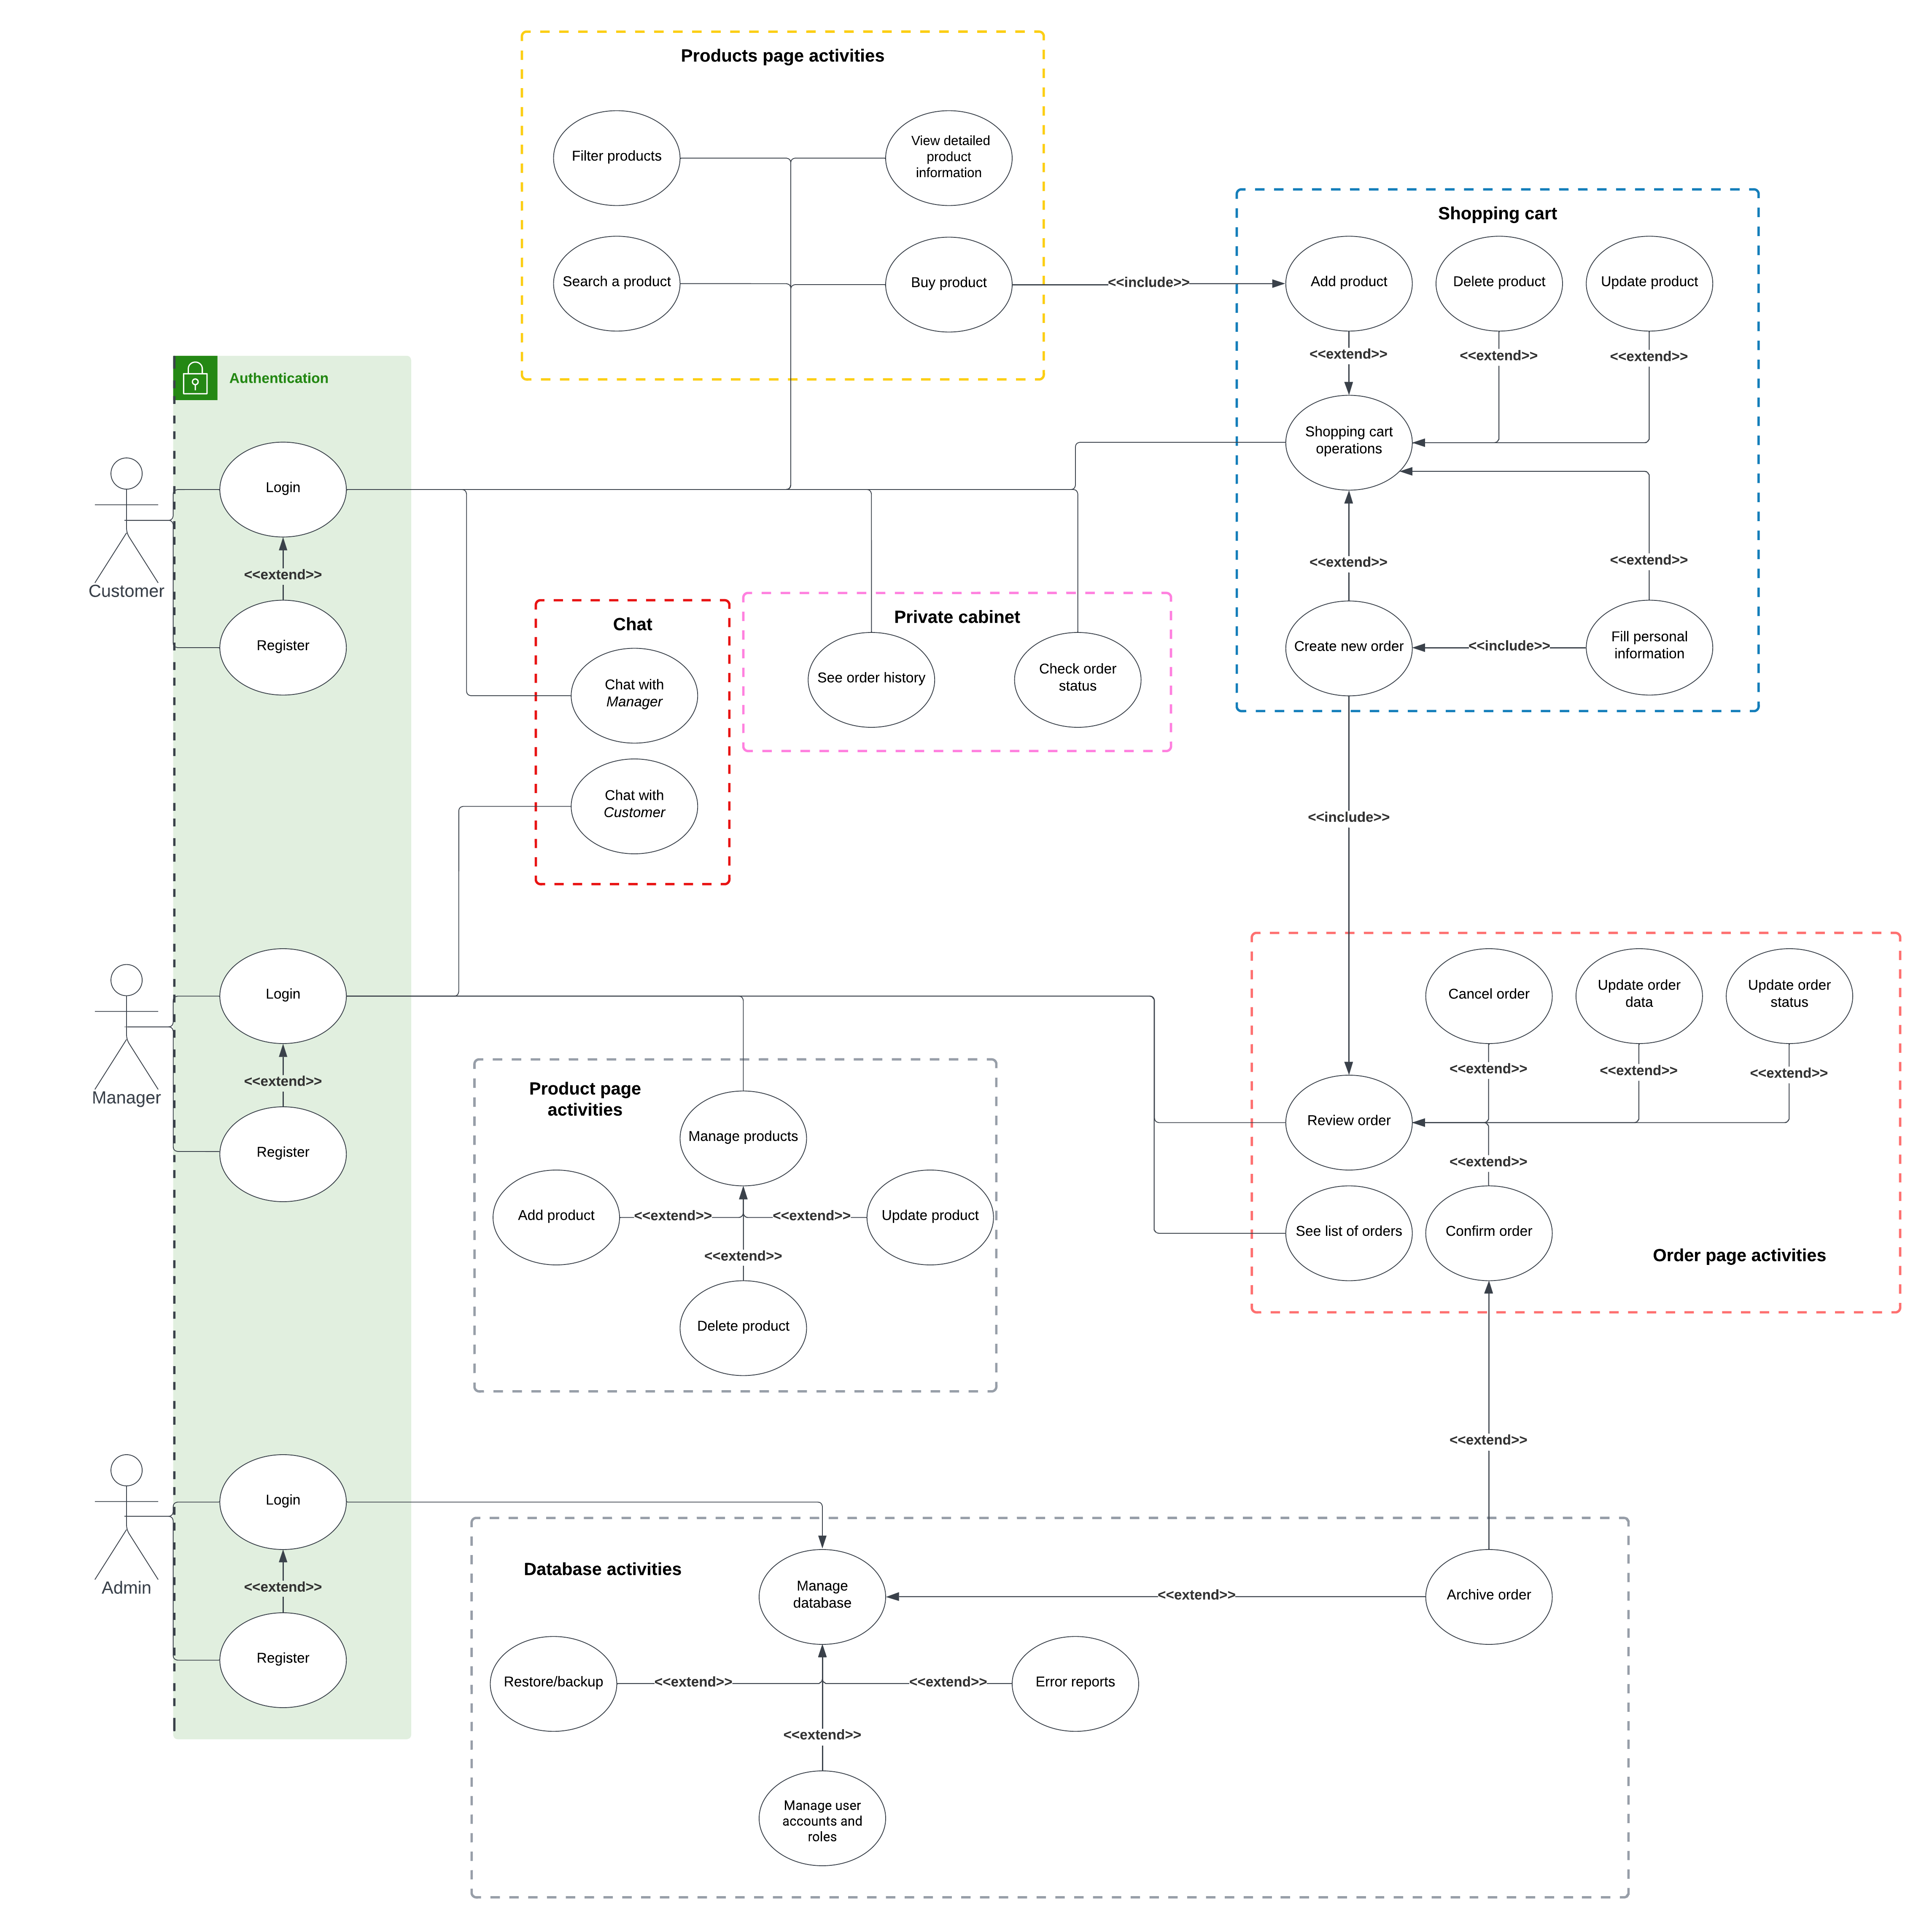 Products page activities
Filter products
View detailed
product
information
Search a product
Buy product
<<include>>
Shopping cart
Add product
Delete product
Update product
<<extend>>
<<extend>>
<<extend>>
Shopping cart
operations
<<extend>>
<<extend>>
Create new order
<<include>>
Fill personal
information
Authentication
Customer
Login
<<extend>>
Register
Chat
Chat with
Manager
Chat with
Customer
Private cabinet
See order history
Check order
status
<<include>>
Manager
Login
<<extend>>
Register
Product page
activities
Manage products
Add product
<<extend>>
<<extend>>
Update product
<<extend>>
Delete product
Cancel order
Update order
data
Update order
status
<<extend>>
<<extend>>
<<extend>>
Review order
<<extend>>
See list of orders
Confirm order
Order page activities
<<extend>>
Admin
Login
<<extend>>
Register
Database activities
Manage
database
<<extend>>
Archive order
Restore/backup
<<extend>>
<<extend>>
Error reports
<<extend>>
Manage user
accounts and
roles